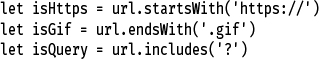 let isHttps = url.startsWith('https://')
let isGif = url.endsWith('.gif')
let isQuery = url.includes('?')